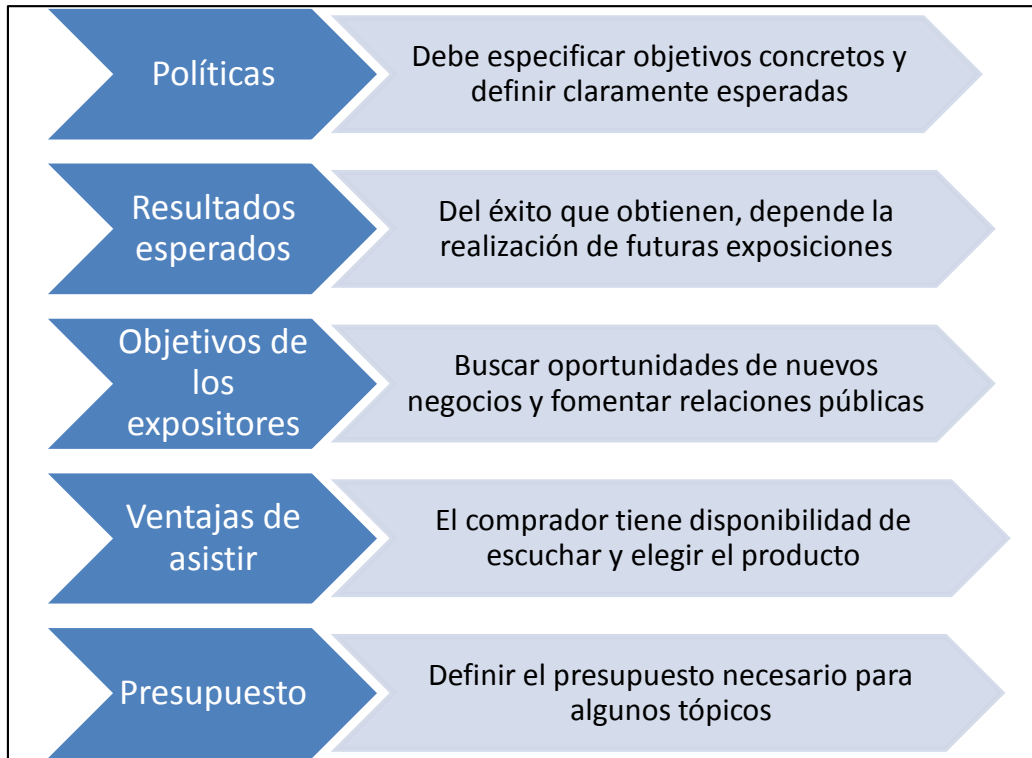 Políticas
Debe especificar objetivos concretos y
definir claramente esperadas
Resultados
esperados
Del éxito que obtienen, depende la
realización de futuras exposiciones
Objetivos de
los
expositores
Buscar oportunidades de nuevos
negocios y fomentar relaciones públicas
Ventajas de
asistir
El comprador tiene disponibilidad de
escuchar y elegir el producto
Presupuesto
Definir el presupuesto necesario para
algunos tópicos